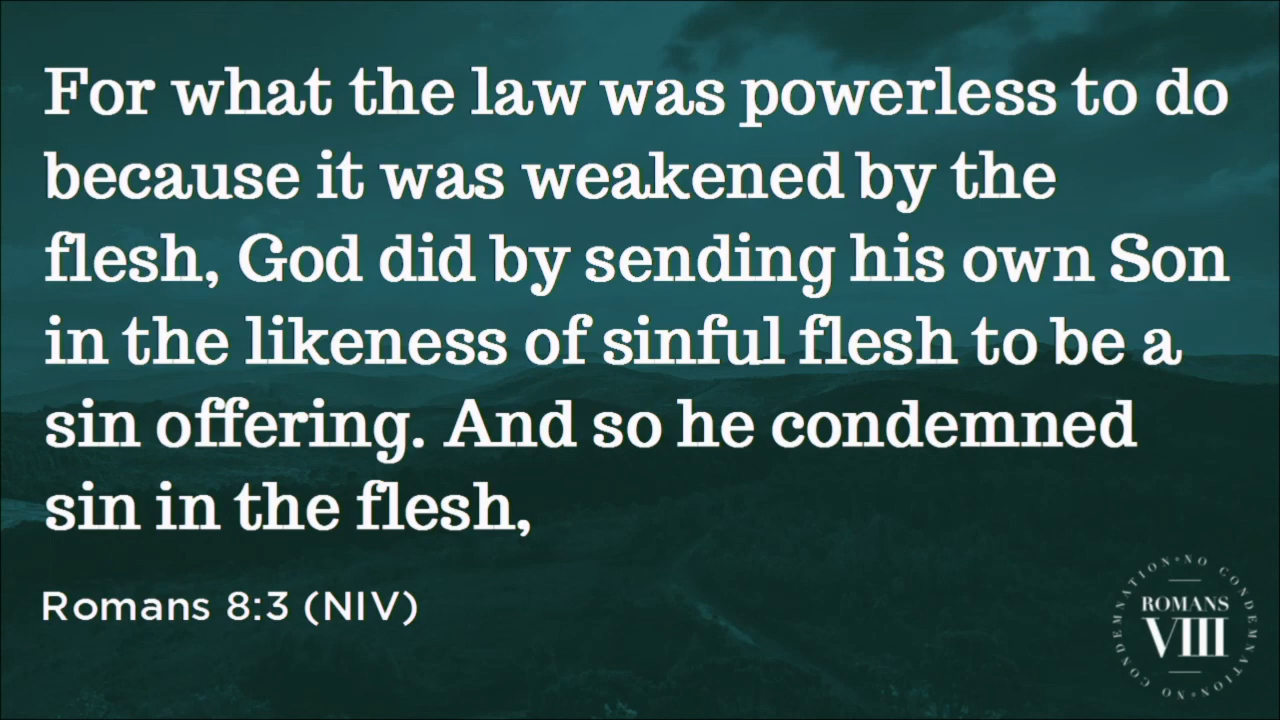 For what the law was powerless to do
because it was weakened by the
flesh, God did by sending his own Son
in the likeness of sinful flesh to be a
sin offering. And so he condemned
sin in the flesh,
Romans 8:3 (NIV)
NO CONDEMNATION • NO CONDEMNATION •
ROMANS
VIII